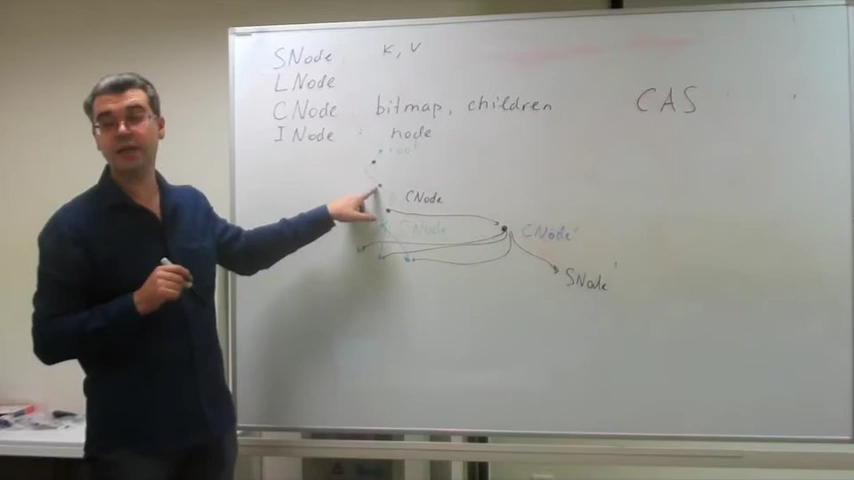 SNode K, V
LNode
CNode bitmap, children CAS
INode : node
root
CNode
CNode CNode'
SNode'